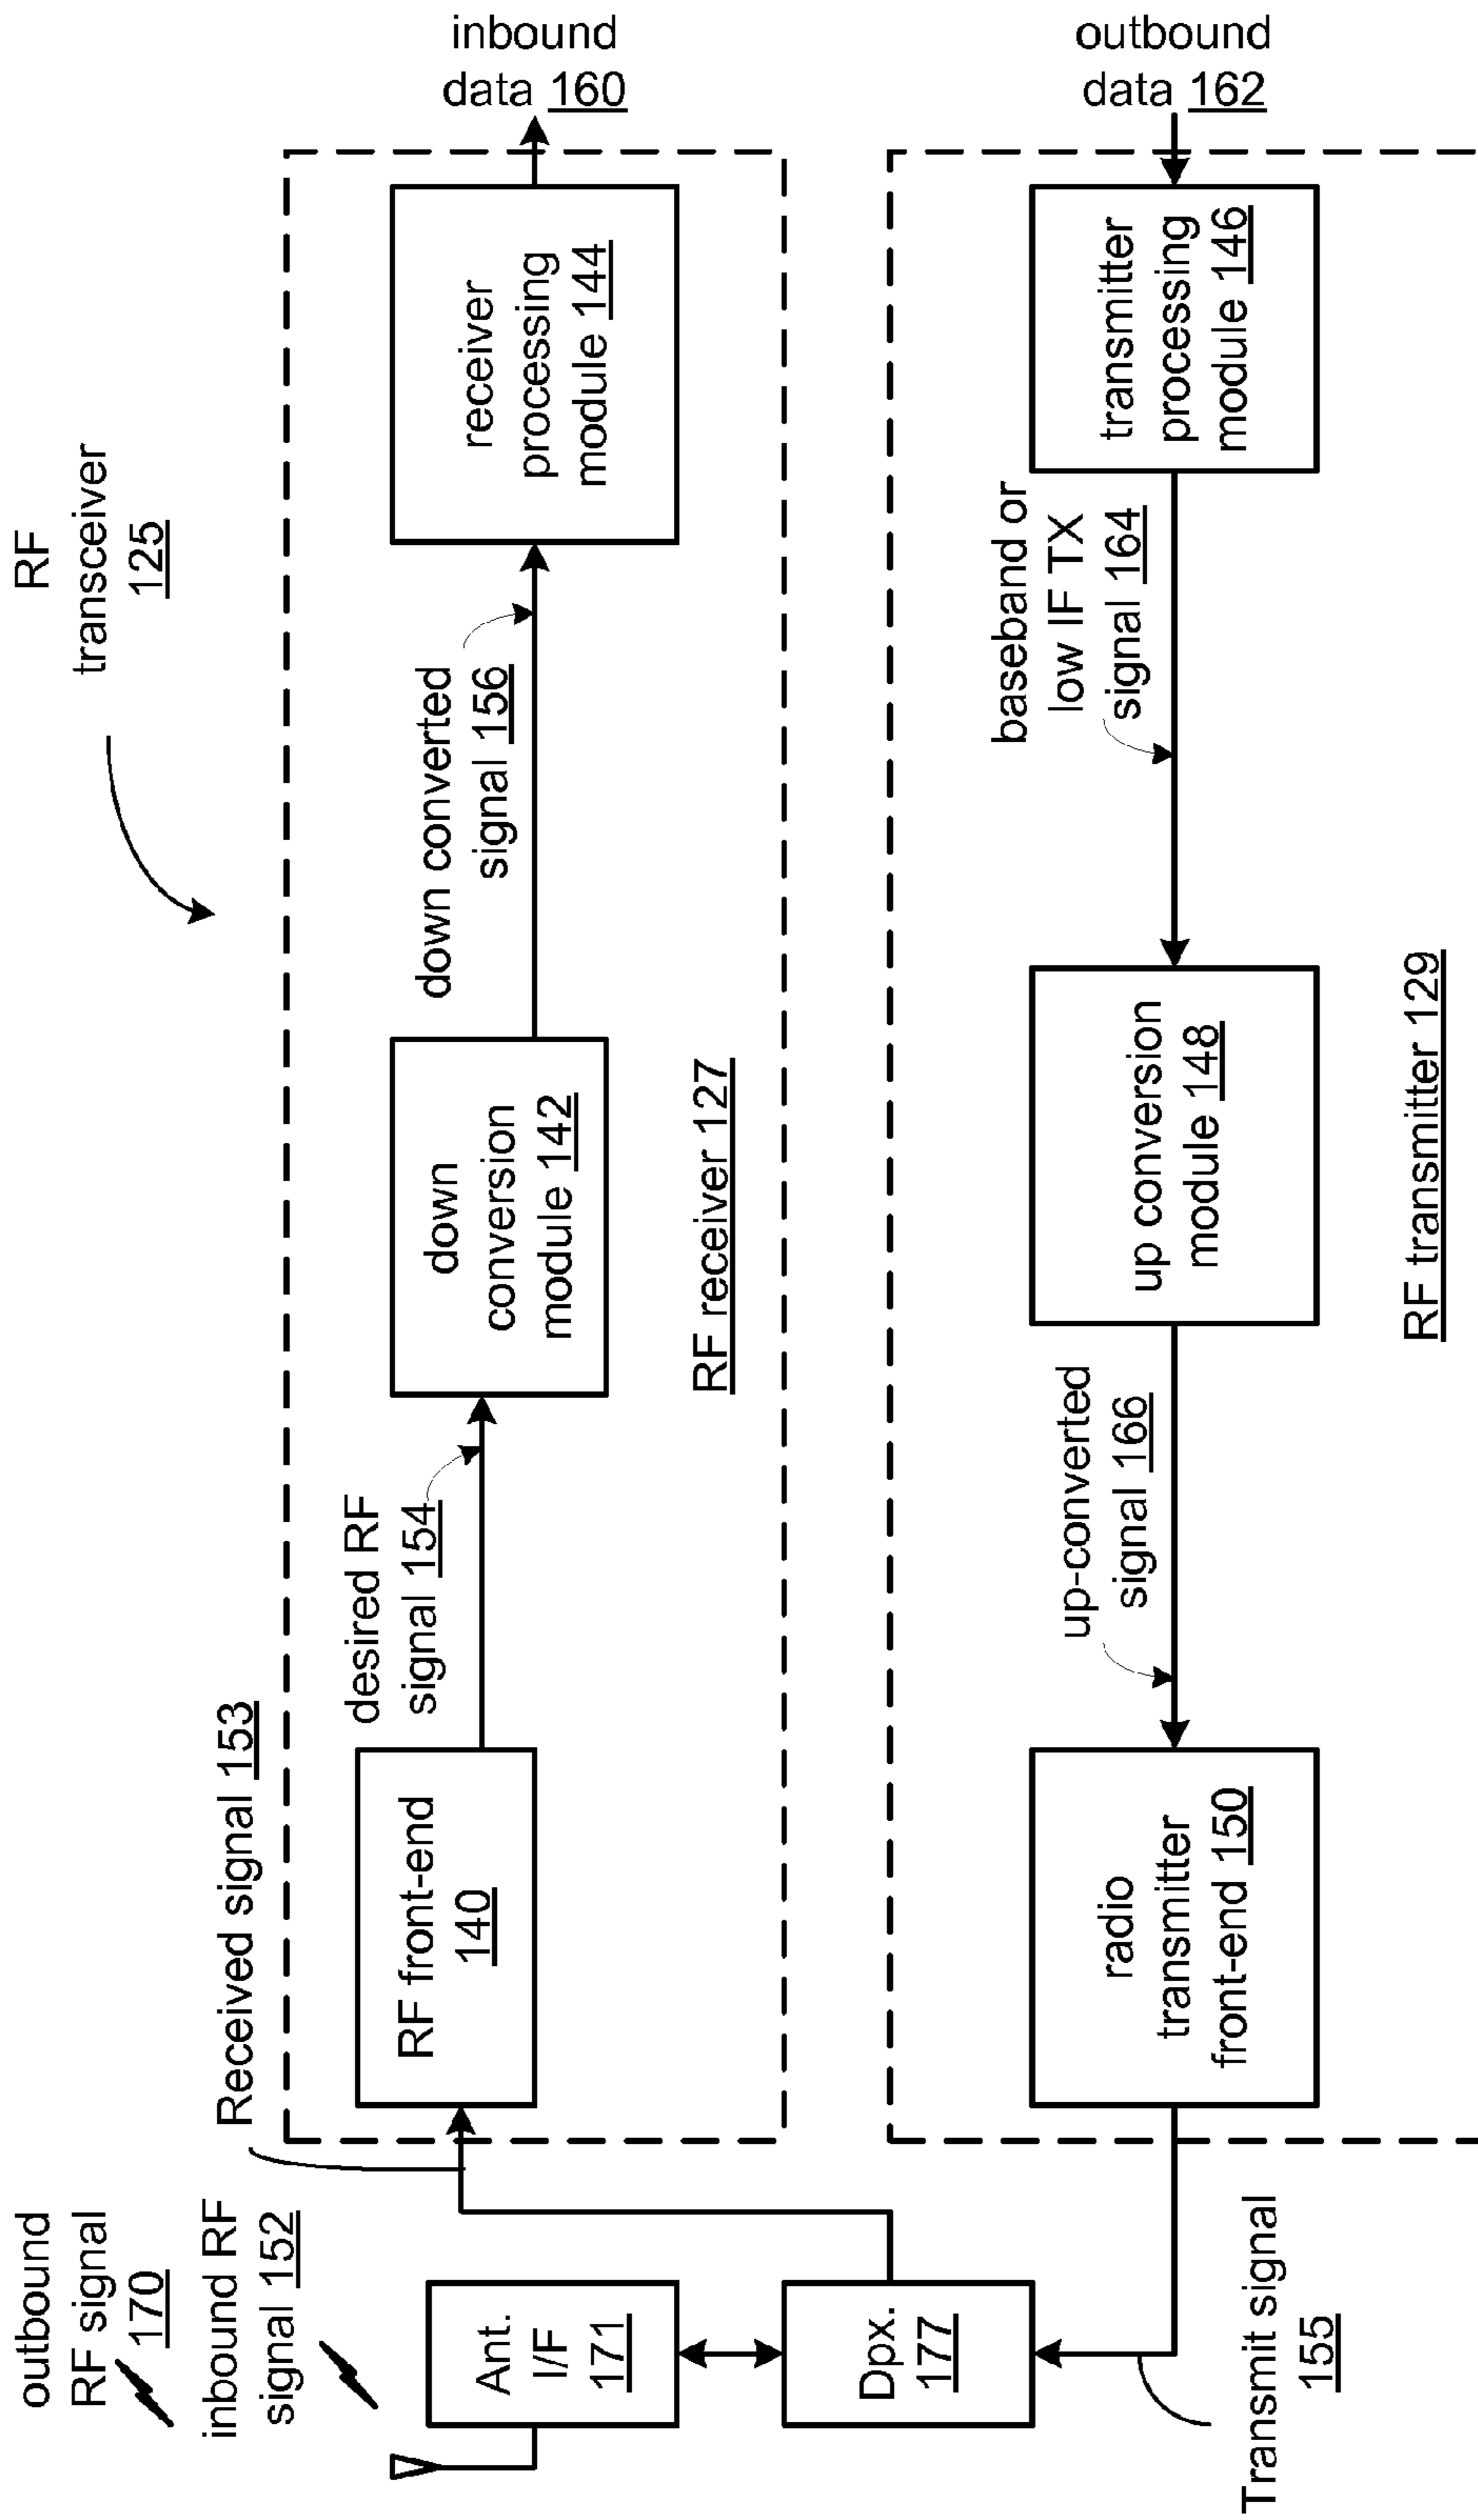 RF
transceiver
125
outbound
RF signal
170
inbound RF
signal 152
Received signal 153
desired RF
signal 154
down converted
signal 156
inbound
data 160
RF front-end
140
down
conversion
module 142
receiver
processing
module 144
RF receiver 127
Ant.
I/F
171
Dpx.
177
Transmit signal
155
up-converted
signal 166
baseband or
low IF TX
signal 164
outbound
data 162
radio
transmitter
front-end 150
up conversion
module 148
transmitter
processing
module 146
RF transmitter 129